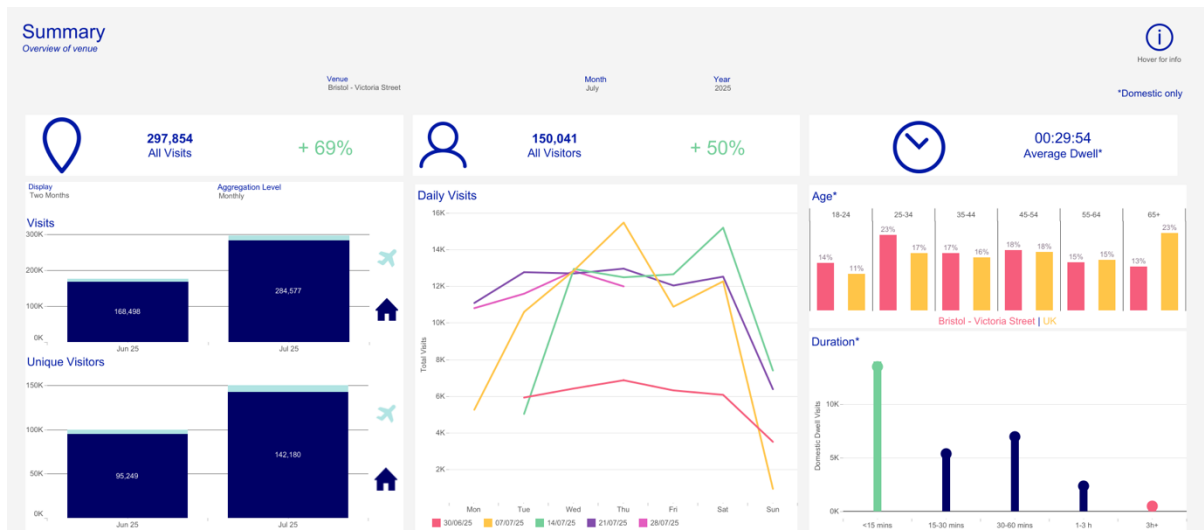 Summary
Overview of venue
Hover for info
Venue
Bristol - Victoria Street
Month
July
Year
2025
*Domestic only
297,854
All Visits
+ 69%
150,041
All Visitors
+ 50%
00:29:54
Average Dwell*
Display
Two Months
Aggregation Level
Monthly
Visits
300K
200K
100K
0K
168,498
284,577
Jun 25
Jul 25
Unique Visitors
150K
100K
50K
0K
95,249
142,180
Jun 25
Jul 25
Daily Visits
Total Visits
16K
14K
12K
10K
8K
6K
4K
2K
Mon
Tue
Wed
Thu
Fri
Sat
Sun
30/06/25
07/07/25
14/07/25
21/07/25
28/07/25
Age*
18-24
25-34
35-44
45-54
55-64
65+
14%
11%
23%
17%
17%
16%
18%
18%
15%
15%
13%
23%
Bristol - Victoria Street | UK
Duration*
Domestic Dwell Visits
10K
5K
0K
<15 mins
15-30 mins
30-60 mins
1-3 h
3h+